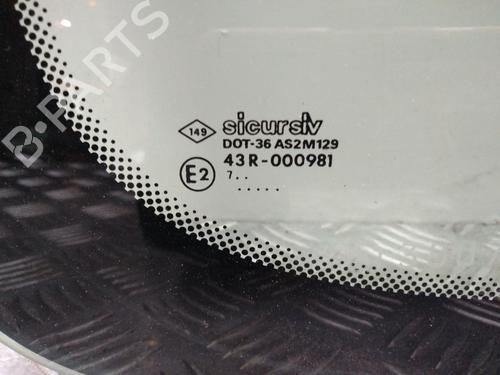 B-PARTS
149 sicursiv
DOT-36 AS2M129
E2 43R-000981
7..
.....